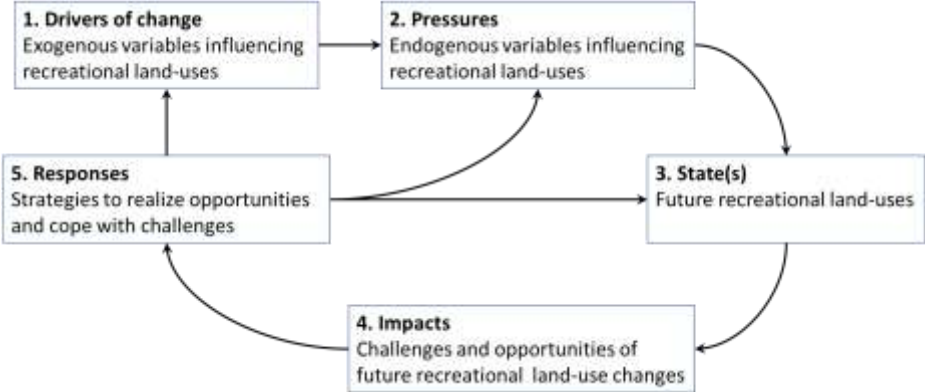 1. Drivers of change
Exogenous variables influencing
recreational land-uses
2. Pressures
Endogenous variables influencing
recreational land-uses
3. State(s)
Future recreational land-uses
4. Impacts
Challenges and opportunities of
future recreational land-use changes
5. Responses
Strategies to realize opportunities
and cope with challenges